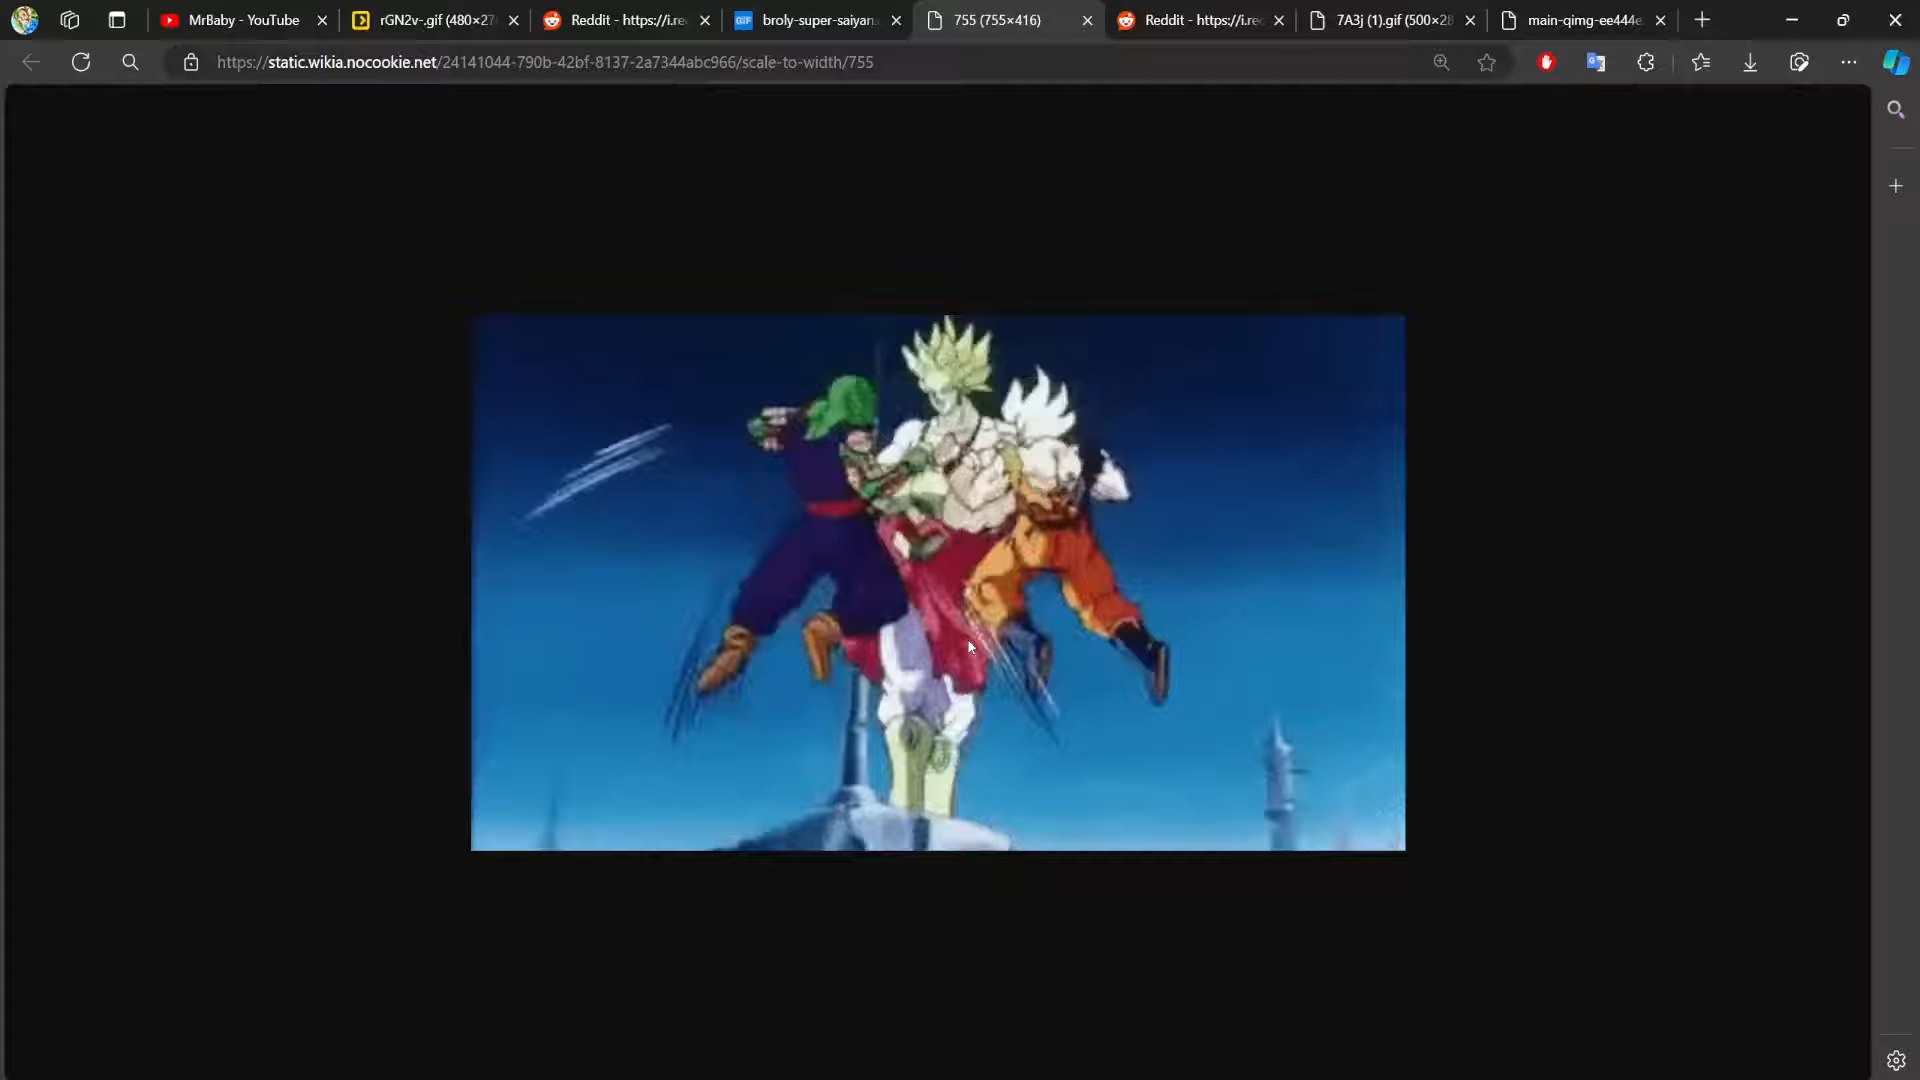 MrBaby - YouTube
rGN2v-.gif (480×27
Reddit - https://i.re
GIF
broly-super-saiyan
755 (755×416)
Reddit - https://i.re
7A3j (1).gif (500×28
main-qimg-ee444e
https://static.wikia.nocookie.net/24141044-790b-42bf-8137-2a7344abc966/scale-to-width/755